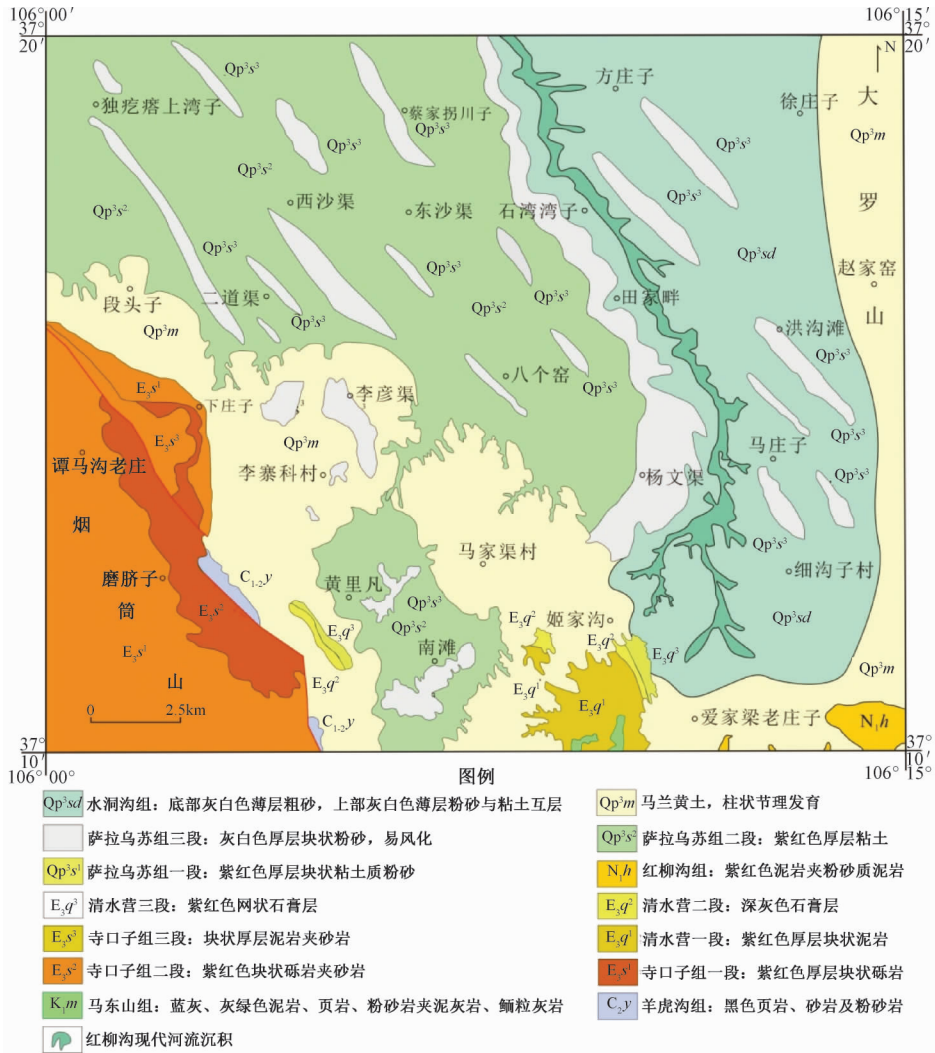 106°00′
106°15′
37°
20′
37°
20′
N
Qp³s³
Qp³s³
方庄子
大
独疙瘩上湾子
蔡家拐川子
徐庄子
Qp³s³
Qp³s³
Qp³s³
Qp³m
Qp³s²
Qp³s³
Qp³s²
西沙渠
东沙渠
石湾湾子
罗
Qp³s³
Qp³s³
Qp³sd
赵家窑
段头子
二道渠
Qp³s³
Qp³s²
Qp³s³
田家畔
山
Qp³m
洪沟滩
Qp³s³
八个窑
Qp³s³
E₃s¹
下庄子
李彦渠
Qp³m
Qp³s³
E₃s³
马庄子
谭马沟老庄
李寨科村
杨文渠
Qp³s³
烟
Qp³s³
马家渠村
磨脐子
C₁₋₂y
黄里凡
细沟子村
筒
E₃s²
Qp³s³
E₃q³
Qp³s²
E₃q²
姬家沟
Qp³sd
E₃s¹
南滩
E₃q²
E₃q³
山
E₃q²
E₃q¹
Qp³m
0
2.5km
E₃q¹
C₁₋₂y
爱家梁老庄子
N₁h
37°
10′
37°
10′
106°00′
106°15°
图例
Qp³sd 水洞沟组：底部灰白色薄层粗砂，上部灰白色薄层粉砂与粘土互层
Qp³m 马兰黄土，柱状节理发育
萨拉乌苏组三段：灰白色厚层块状粉砂，易风化
Qp³s² 萨拉乌苏组二段：紫红色厚层粘土
Qp³s¹ 萨拉乌苏组一段：紫红色厚层块状粘土质粉砂
N₁h 红柳沟组：紫红色泥岩夹粉砂质泥岩
E₃q³ 清水营三段：紫红色网状石膏层
E₃q² 清水营二段：深灰色石膏层
E₃s³ 寺口子组三段：块状厚层泥岩夹砂岩
E₃q¹ 清水营一段：紫红色厚层块状泥岩
E₃s² 寺口子组二段：紫红色块状砾岩夹砂岩
E₃s¹ 寺口子组一段：紫红色厚层块状砾岩
K₁m 马东山组：蓝灰、灰绿色泥岩、页岩、粉砂岩夹泥灰岩、鲕粒灰岩
C₂y 羊虎沟组：黑色页岩、砂岩及粉砂岩
红柳沟现代河流沉积